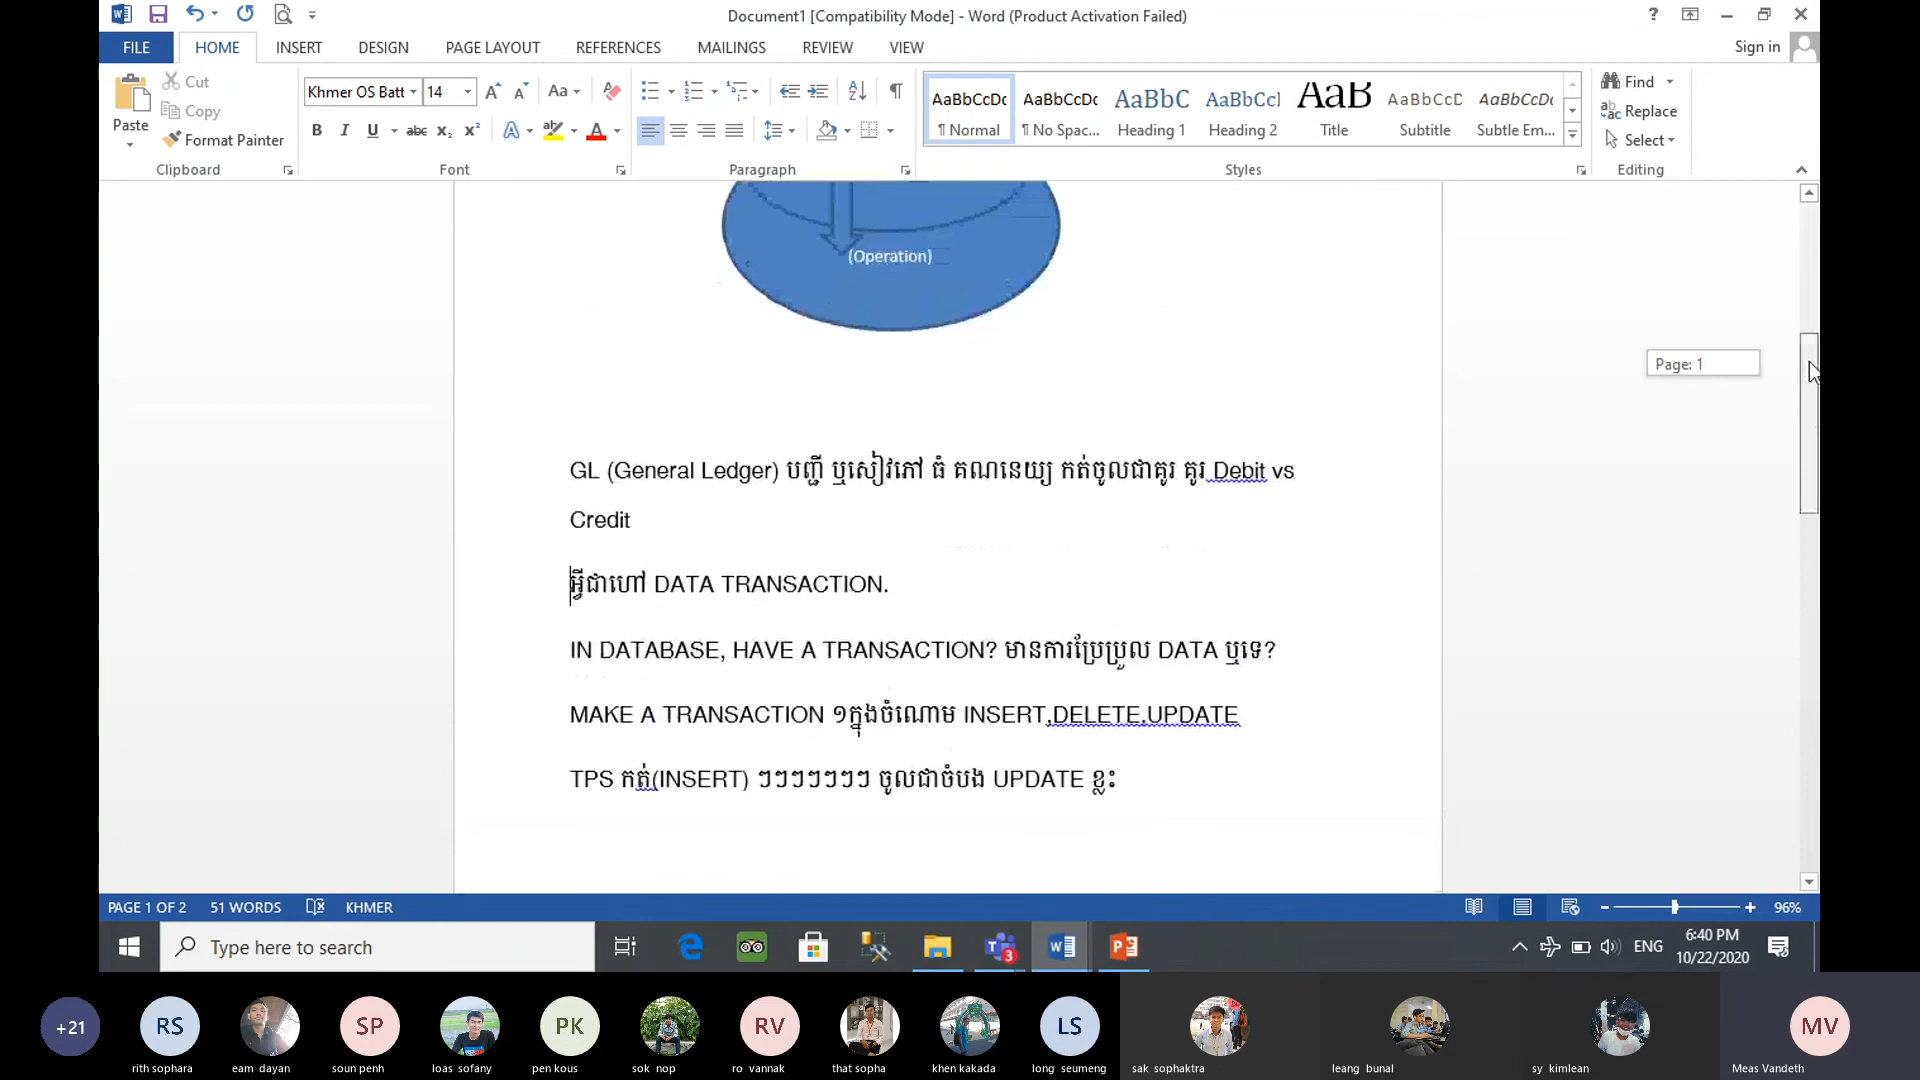 Document1 [Compatibility Mode] - Word (Product Activation Failed)
FILE HOME INSERT DESIGN PAGE LAYOUT REFERENCES MAILINGS REVIEW VIEW Sign in
Paste Cut Copy Format Painter
Khmer OS Batt 14
AaBbCcDc AaBbCcDc AaBbC AaBbCcI AaB AaBbCcD AaBbCcDc
¶ Normal ¶ No Spac... Heading 1 Heading 2 Title Subtitle Subtle Em...
Find Replace Select
Clipboard Font Paragraph Styles Editing
(Operation)
Page: 1
GL (General Ledger) បញ្ជី ឬសៀវភៅ ធំ គណនេយ្យ កត់ចូលជាគូរ គូរ Debit vs
Credit
អ្វីជាហៅ DATA TRANSACTION.
IN DATABASE, HAVE A TRANSACTION? មានការប្រែប្រួល DATA ឬទេ?
MAKE A TRANSACTION ១ក្នុងចំណោម INSERT,DELETE,UPDATE
TPS កត់(INSERT) ៗៗៗៗៗៗៗ ចូលជាចំបង UPDATE ខ្លះ
PAGE 1 OF 2 51 WORDS KHMER 96%
Type here to search
3
ENG
6:40 PM
10/22/2020
+21 RS SP PK RV LS MV
rith sophara eam dayan soun penh loas sofany pen kous sok nop ro vannak that sopha khen kakada long seumeng sak sophaktra leang bunal sy kimlean Meas Vandeth